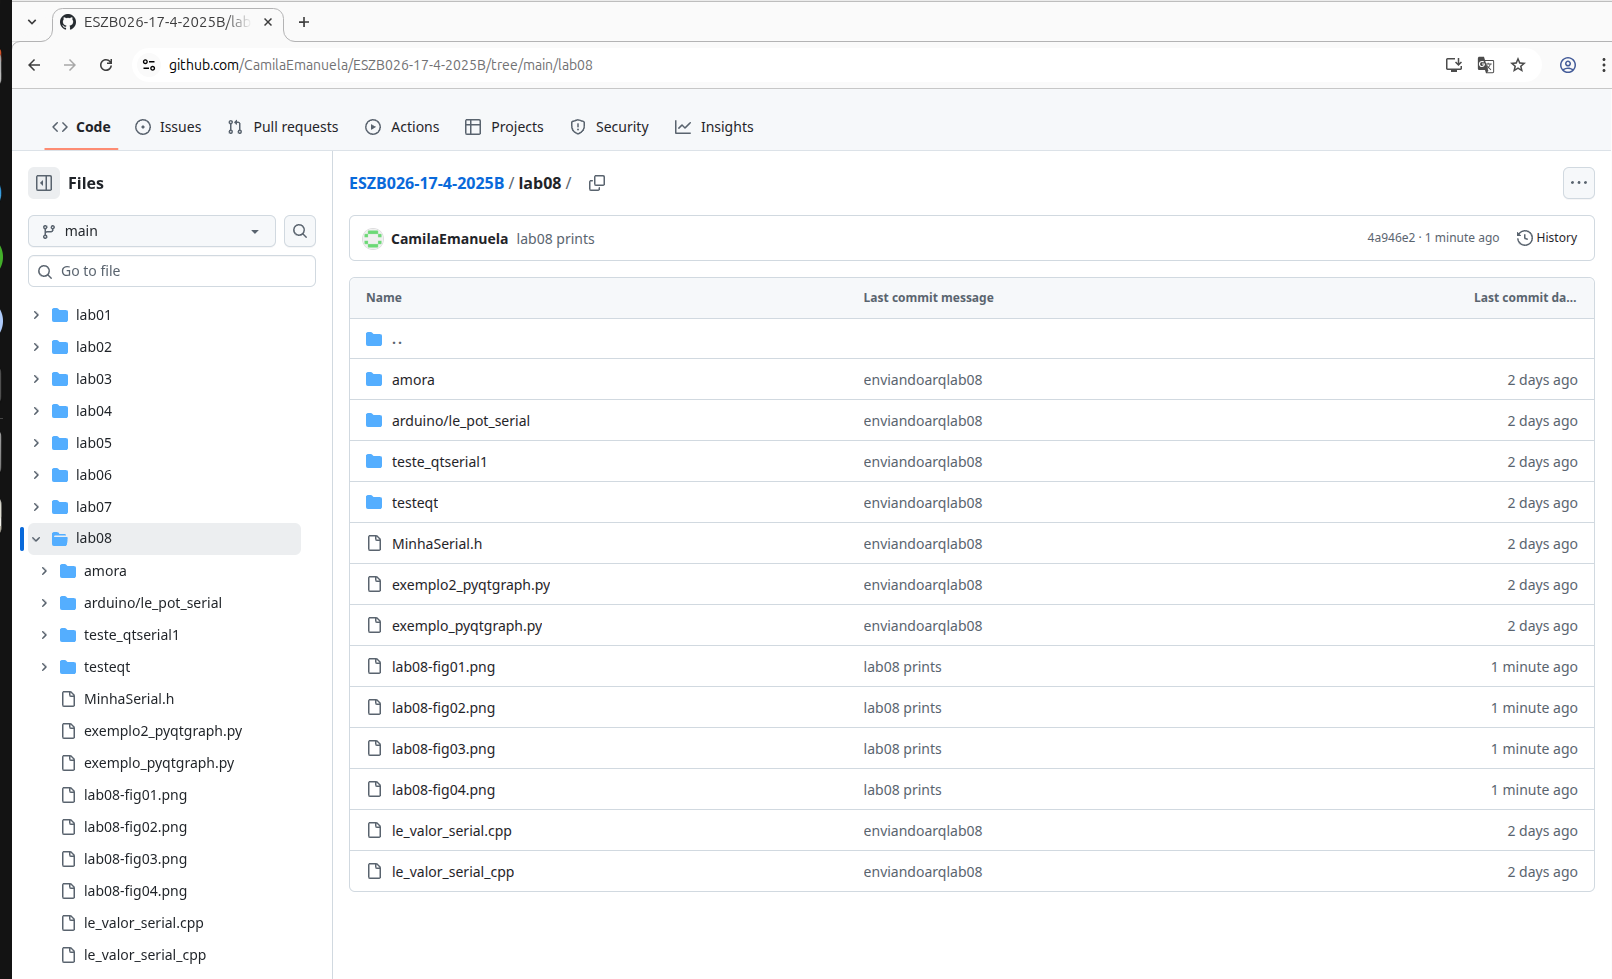 ESZB026-17-4-2025B/lab
github.com/CamilaEmanuela/ESZB026-17-4-2025B/tree/main/lab08
Code Issues Pull requests Actions Projects Security Insights
Files
main
Go to file
lab01
lab02
lab03
lab04
lab05
lab06
lab07
lab08
amora
arduino/le_pot_serial
teste_qtserial1
testeqt
MinhaSerial.h
exemplo2_pyqtgraph.py
exemplo_pyqtgraph.py
lab08-fig01.png
lab08-fig02.png
lab08-fig03.png
lab08-fig04.png
le_valor_serial.cpp
le_valor_serial_cpp
ESZB026-17-4-2025B / lab08 /
CamilaEmanuela lab08 prints 4a946e2 · 1 minute ago History
Name Last commit message Last commit da...
..
amora enviandoarqlab08 2 days ago
arduino/le_pot_serial enviandoarqlab08 2 days ago
teste_qtserial1 enviandoarqlab08 2 days ago
testeqt enviandoarqlab08 2 days ago
MinhaSerial.h enviandoarqlab08 2 days ago
exemplo2_pyqtgraph.py enviandoarqlab08 2 days ago
exemplo_pyqtgraph.py enviandoarqlab08 2 days ago
lab08-fig01.png lab08 prints 1 minute ago
lab08-fig02.png lab08 prints 1 minute ago
lab08-fig03.png lab08 prints 1 minute ago
lab08-fig04.png lab08 prints 1 minute ago
le_valor_serial.cpp enviandoarqlab08 2 days ago
le_valor_serial_cpp enviandoarqlab08 2 days ago